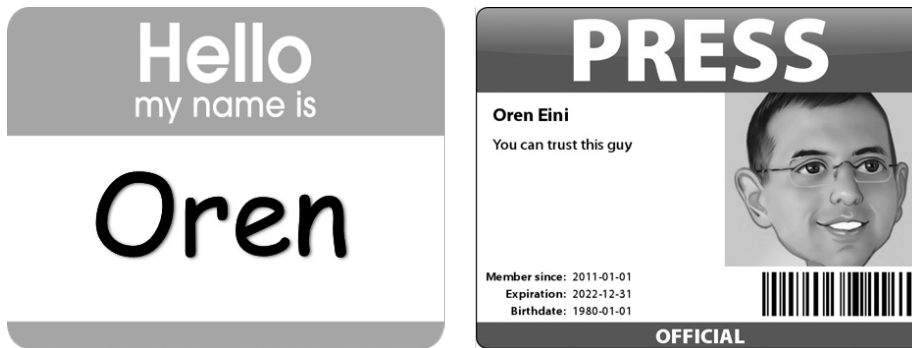 Hello
my name is
Oren
PRESS
Oren Eini
You can trust this guy
Member since: 2011-01-01
Expiration: 2022-12-31
Birthdate: 1980-01-01
OFFICIAL